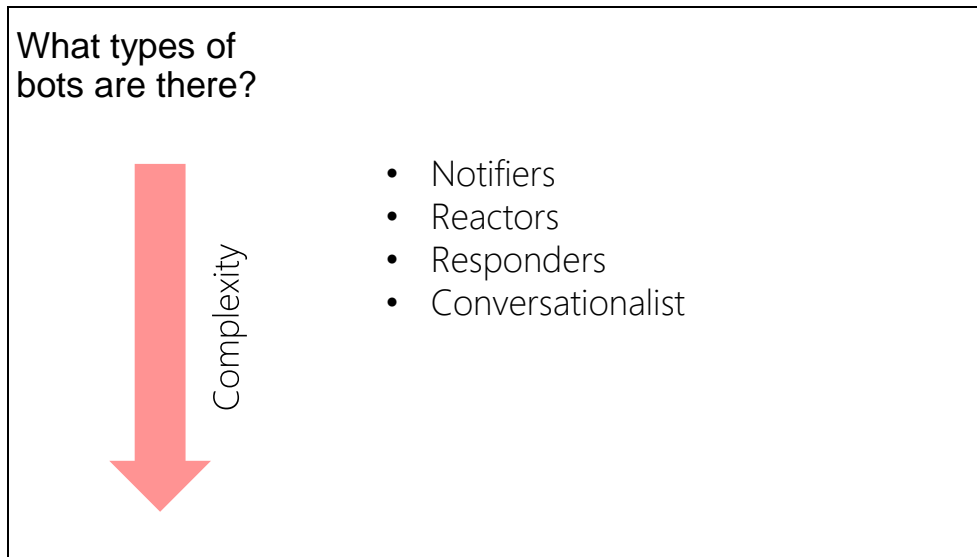 What types of
bots are there?
• Notifiers
• Reactors
• Responders
• Conversationalist
Complexity